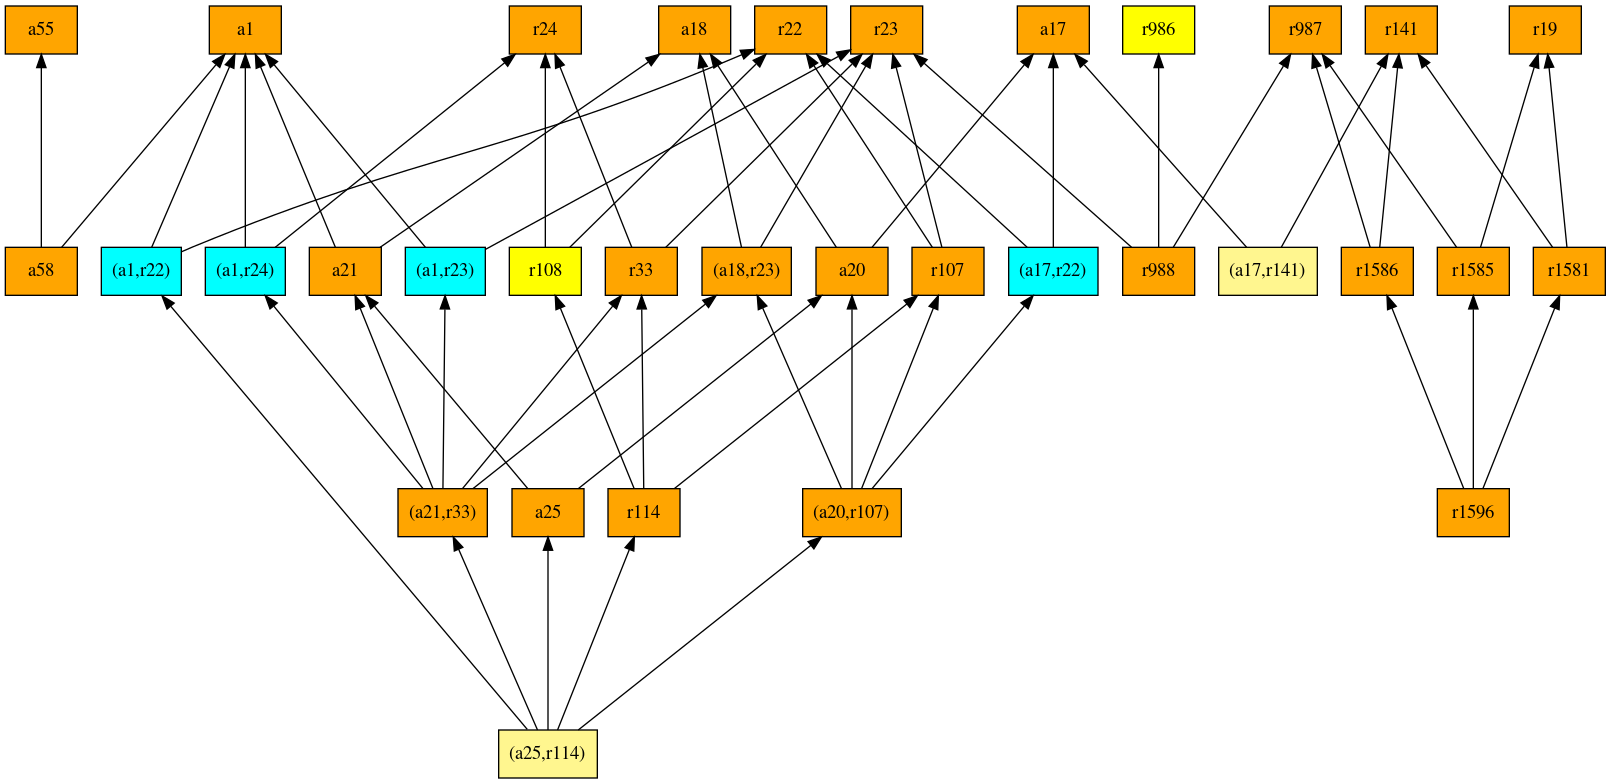 a55
a1
r24
a18
r22
r23
a17
r986
r987
r141
r19
a58
(a1,r22)
(a1,r24)
a21
(a1,r23)
r108
r33
(a18,r23)
a20
r107
(a17,r22)
r988
(a17,r141)
r1586
r1585
r1581
(a21,r33)
a25
r114
(a20,r107)
r1596
(a25,r114)